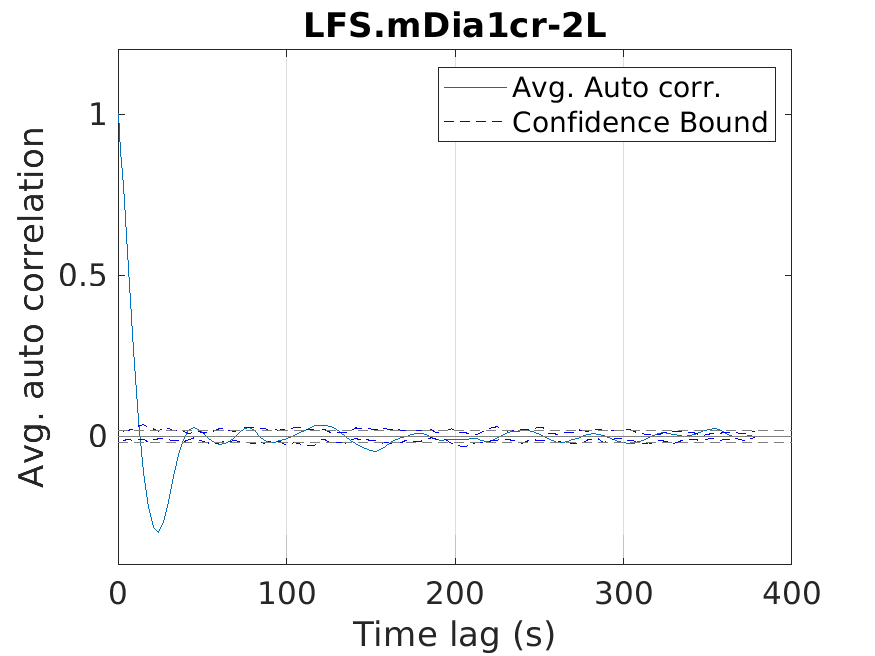 LFS.mDia1cr-2L
Avg. Auto corr.
Confidence Bound
Avg. auto correlation
1
0.5
0
0 100 200 300 400
Time lag (s)